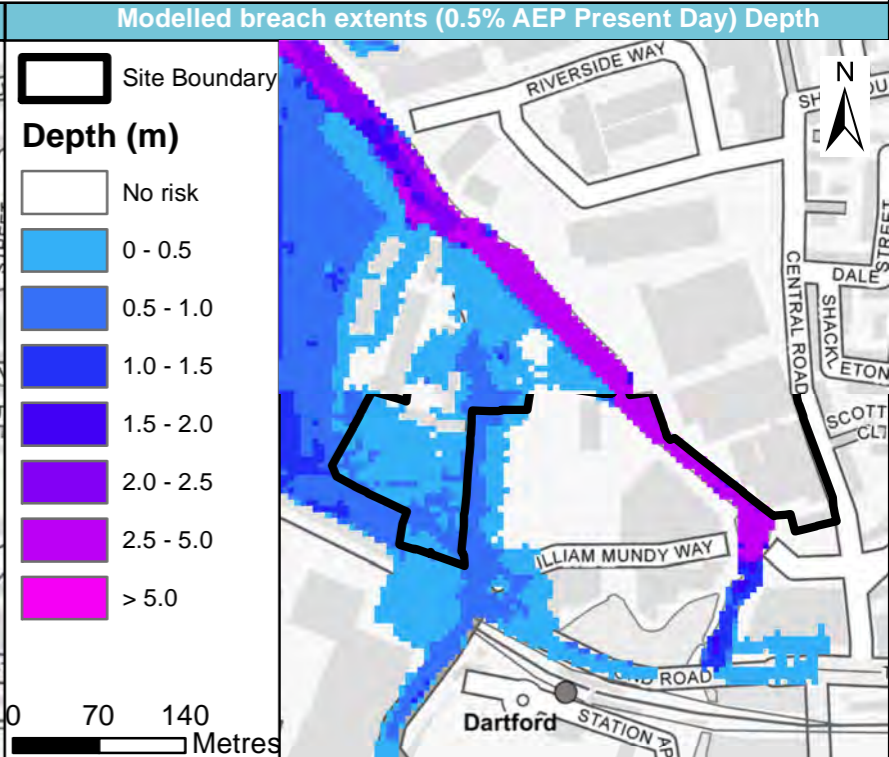 Modelled breach extents (0.5% AEP Present Day) Depth
Site Boundary
Depth (m)
No risk
0 - 0.5
0.5 - 1.0
1.0 - 1.5
1.5 - 2.0
2.0 - 2.5
2.5 - 5.0
> 5.0
0 70 140
Metres
N
RIVERSIDE WAY
CENTRAL ROAD
DALE
STREET
SHACKL
ETON
SCOTT
CL
ILLIAM MUNDY WAY
ND ROAD
Dartford
STATION AP